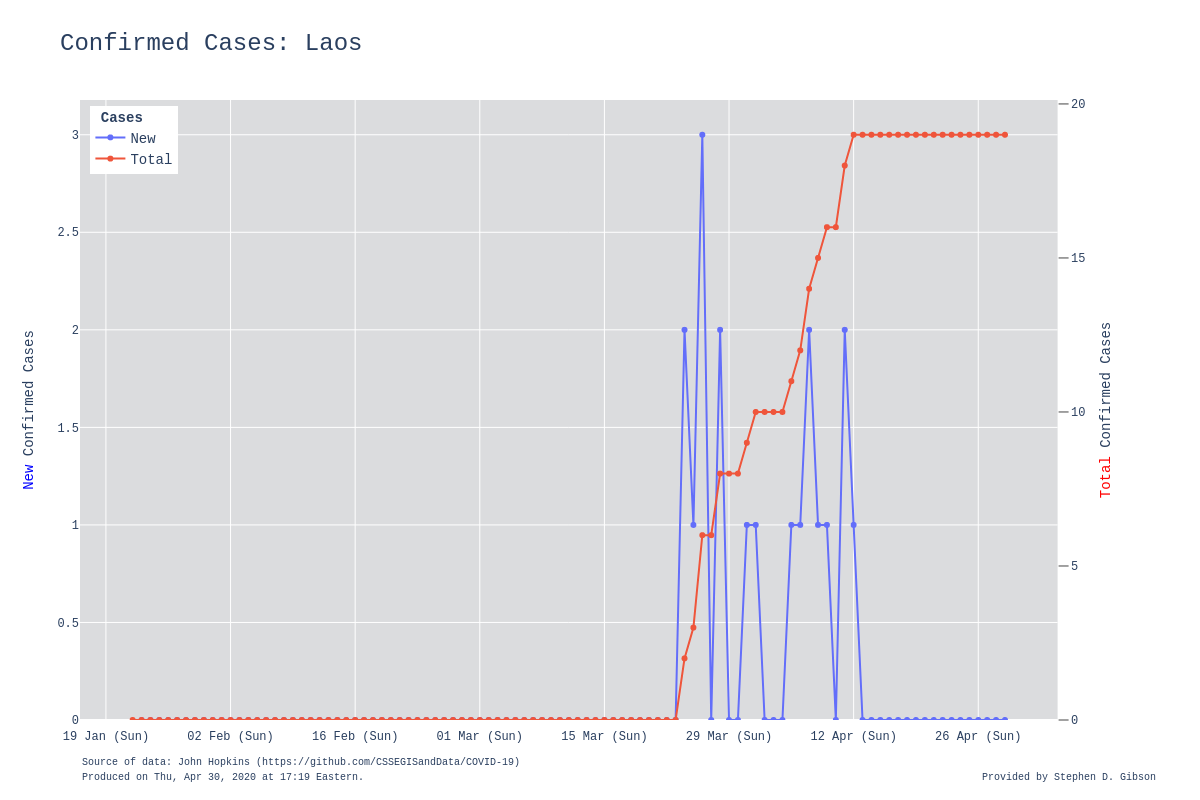 Confirmed Cases: Laos
Cases
New
Total
3
2.5
2
1.5
1
0.5
0
20
15
10
5
0
New Confirmed Cases
Total Confirmed Cases
19 Jan (Sun)
02 Feb (Sun)
16 Feb (Sun)
01 Mar (Sun)
15 Mar (Sun)
29 Mar (Sun)
12 Apr (Sun)
26 Apr (Sun)
Source of data: John Hopkins (https://github.com/CSSEGISandData/COVID-19)
Produced on Thu, Apr 30, 2020 at 17:19 Eastern.
Provided by Stephen D. Gibson